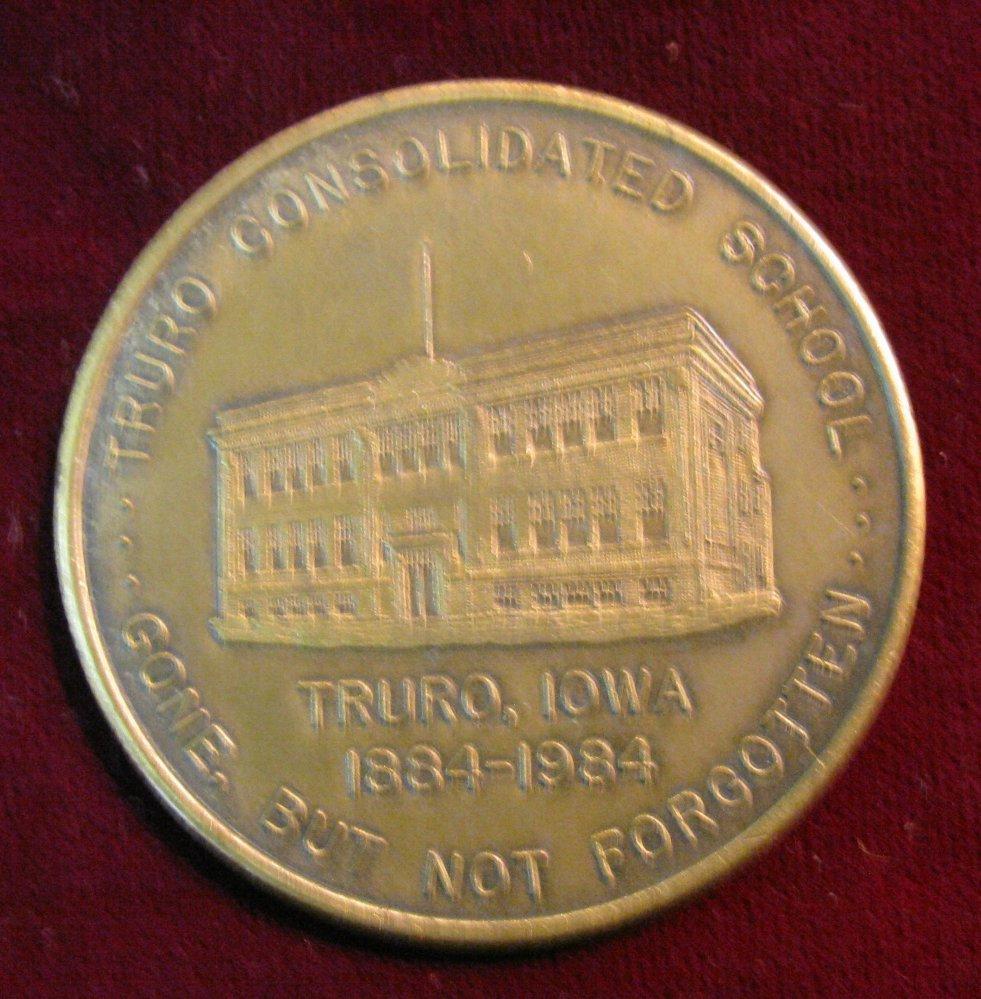 TRURO CONSOLIDATED SCHOOL
TRURO, IOWA
1884-1984
GONE, BUT NOT FORGOTTEN